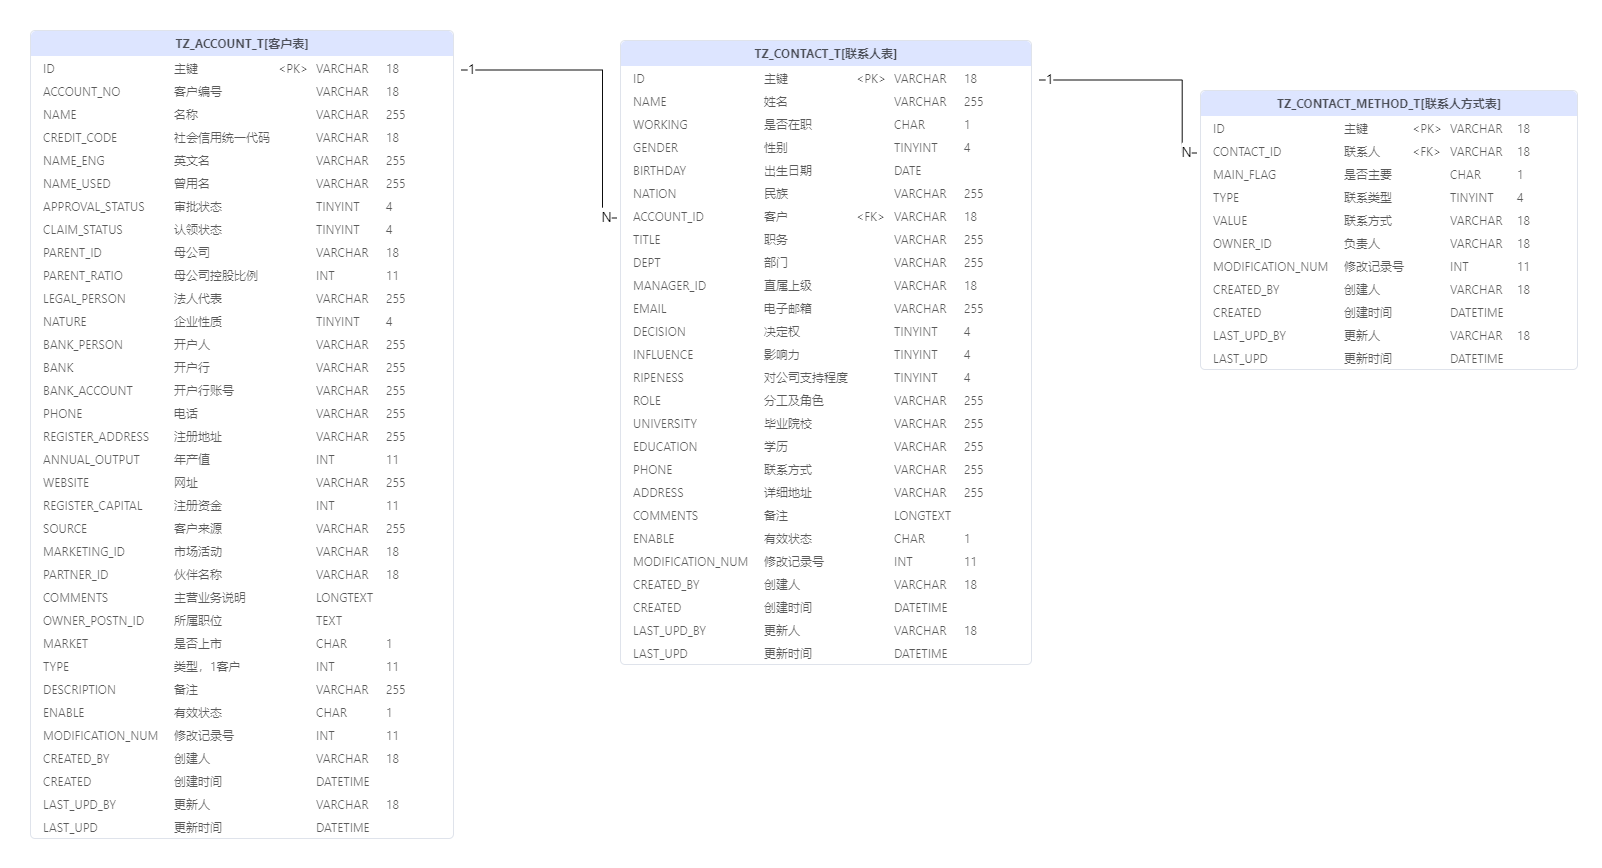 TZ_ACCOUNT_T[客户表]
ID 主键 <PK> VARCHAR 18
ACCOUNT_NO 客户编号 VARCHAR 18
NAME 名称 VARCHAR 255
CREDIT_CODE 社会信用统一代码 VARCHAR 18
NAME_ENG 英文名 VARCHAR 255
NAME_USED 曾用名 VARCHAR 255
APPROVAL_STATUS 审批状态 TINYINT 4
CLAIM_STATUS 认领状态 TINYINT 4
PARENT_ID 母公司 VARCHAR 18
PARENT_RATIO 母公司控股比例 INT 11
LEGAL_PERSON 法人代表 VARCHAR 255
NATURE 企业性质 TINYINT 4
BANK_PERSON 开户人 VARCHAR 255
BANK 开户行 VARCHAR 255
BANK_ACCOUNT 开户行账号 VARCHAR 255
PHONE 电话 VARCHAR 255
REGISTER_ADDRESS 注册地址 VARCHAR 255
ANNUAL_OUTPUT 年产值 INT 11
WEBSITE 网址 VARCHAR 255
REGISTER_CAPITAL 注册资金 INT 11
SOURCE 客户来源 VARCHAR 255
MARKETING_ID 市场活动 VARCHAR 18
PARTNER_ID 伙伴名称 VARCHAR 18
COMMENTS 主营业务说明 LONGTEXT
OWNER_POSTN_ID 所属职位 TEXT
MARKET 是否上市 CHAR 1
TYPE 类型，1客户 INT 11
DESCRIPTION 备注 VARCHAR 255
ENABLE 有效状态 CHAR 1
MODIFICATION_NUM 修改记录号 INT 11
CREATED_BY 创建人 VARCHAR 18
CREATED 创建时间 DATETIME
LAST_UPD_BY 更新人 VARCHAR 18
LAST_UPD 更新时间 DATETIME
1
N
TZ_CONTACT_T[联系人表]
ID 主键 <PK> VARCHAR 18
NAME 姓名 VARCHAR 255
WORKING 是否在职 CHAR 1
GENDER 性别 TINYINT 4
BIRTHDAY 出生日期 DATE
NATION 民族 VARCHAR 255
ACCOUNT_ID 客户 <FK> VARCHAR 18
TITLE 职务 VARCHAR 255
DEPT 部门 VARCHAR 255
MANAGER_ID 直属上级 VARCHAR 18
EMAIL 电子邮箱 VARCHAR 255
DECISION 决定权 TINYINT 4
INFLUENCE 影响力 TINYINT 4
RIPENESS 对公司支持程度 TINYINT 4
ROLE 分工及角色 VARCHAR 255
UNIVERSITY 毕业院校 VARCHAR 255
EDUCATION 学历 VARCHAR 255
PHONE 联系方式 VARCHAR 255
ADDRESS 详细地址 VARCHAR 255
COMMENTS 备注 LONGTEXT
ENABLE 有效状态 CHAR 1
MODIFICATION_NUM 修改记录号 INT 11
CREATED_BY 创建人 VARCHAR 18
CREATED 创建时间 DATETIME
LAST_UPD_BY 更新人 VARCHAR 18
LAST_UPD 更新时间 DATETIME
1
N
TZ_CONTACT_METHOD_T[联系人方式表]
ID 主键 <PK> VARCHAR 18
CONTACT_ID 联系人 <FK> VARCHAR 18
MAIN_FLAG 是否主要 CHAR 1
TYPE 联系类型 TINYINT 4
VALUE 联系方式 VARCHAR 18
OWNER_ID 负责人 VARCHAR 18
MODIFICATION_NUM 修改记录号 INT 11
CREATED_BY 创建人 VARCHAR 18
CREATED 创建时间 DATETIME
LAST_UPD_BY 更新人 VARCHAR 18
LAST_UPD 更新时间 DATETIME